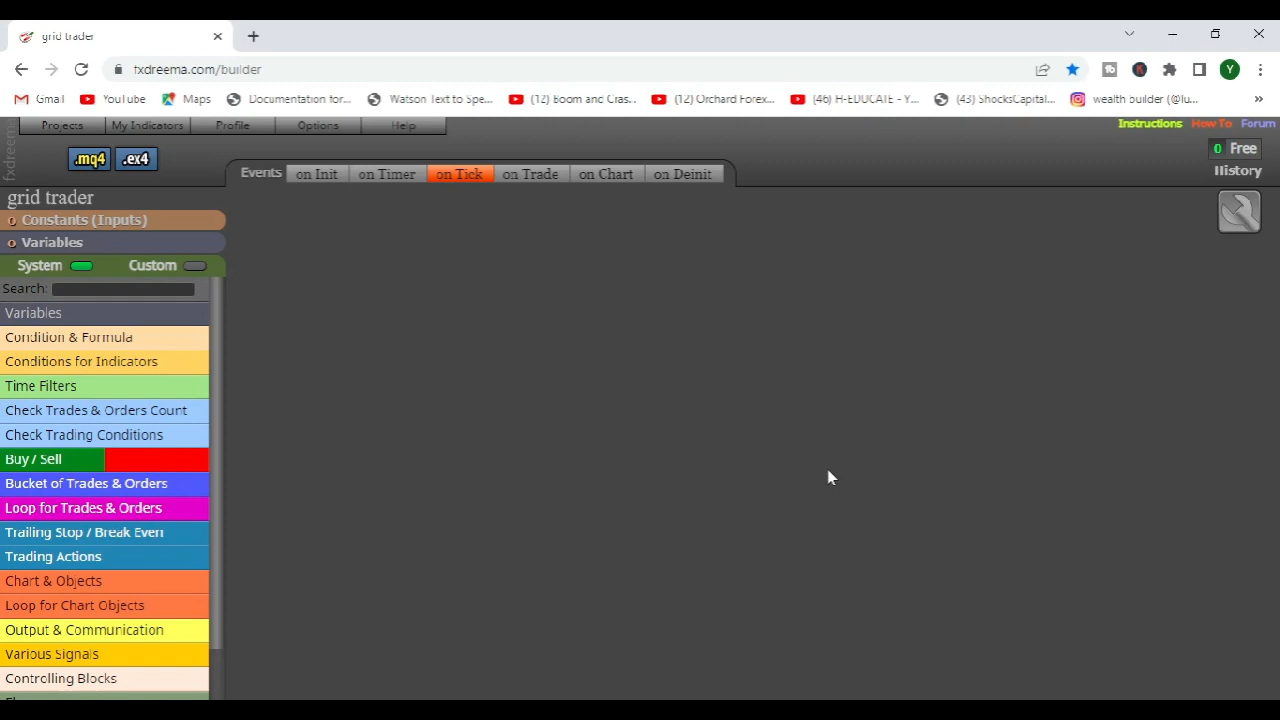 grid trader
fxdreema.com/builder
Gmail YouTube Maps Documentation for... Watson Text to Spe... (12) Boom and Cras... (12) Orchard Forex... (46) H-EDUCATE - Y... (43) ShocksCapital... wealth builder (@lu... »
fxdreema
Projects My Indicators Profile Options Help Instructions How To Forum
.mq4 .ex4 0 Free
Events on Init on Timer on Tick on Trade on Chart on Deinit History
grid trader
Constants (Inputs)
Variables
System Custom
Search:
Variables
Condition & Formula
Conditions for Indicators
Time Filters
Check Trades & Orders Count
Check Trading Conditions
Buy / Sell
Bucket of Trades & Orders
Loop for Trades & Orders
Trailing Stop / Break Even
Trading Actions
Chart & Objects
Loop for Chart Objects
Output & Communication
Various Signals
Controlling Blocks